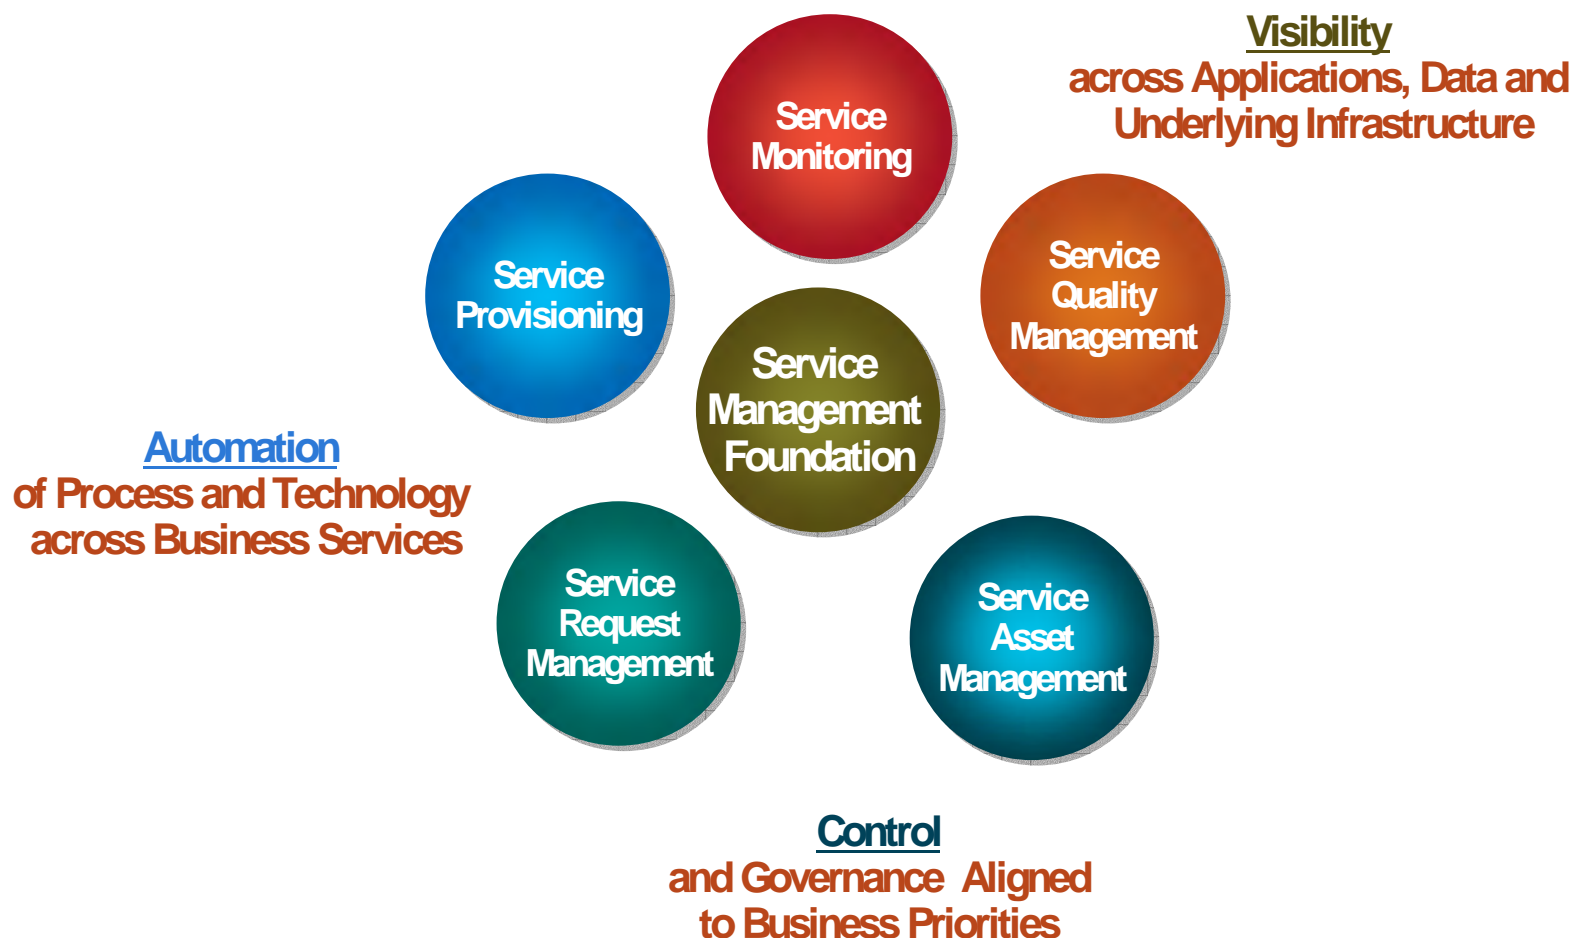 Visibility
across Applications, Data and
Underlying Infrastructure
Service
Monitoring
Service
Provisioning
Service
Quality
Management
Service
Management
Foundation
Automation
of Process and Technology
across Business Services
Service
Request
Management
Service
Asset
Management
Control
and Governance Aligned
to Business Priorities